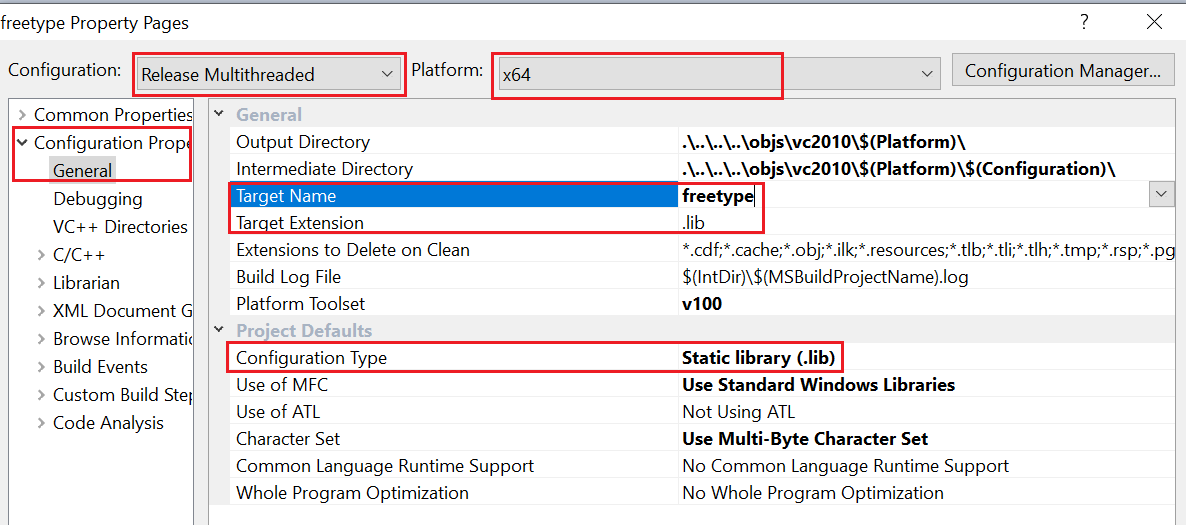 freetype Property Pages ?
Configuration: Release Multithreaded Platform: x64 Configuration Manager...
Common Properties
Configuration Prope
General
Debugging
VC++ Directories
C/C++
Librarian
XML Document G
Browse Informatic
Build Events
Custom Build Step
Code Analysis
General
Output Directory .\..\..\..\objs\vc2010\$(Platform)\
Intermediate Directory .\..\..\..\objs\vc2010\$(Platform)\$(Configuration)\
Target Name freetype
Target Extension .lib
Extensions to Delete on Clean *.cdf;*.cache;*.obj;*.ilk;*.resources;*.tlb;*.tli;*.tlh;*.tmp;*.rsp;*.pg
Build Log File $(IntDir)\$(MSBuildProjectName).log
Platform Toolset v100
Project Defaults
Configuration Type Static library (.lib)
Use of MFC Use Standard Windows Libraries
Use of ATL Not Using ATL
Character Set Use Multi-Byte Character Set
Common Language Runtime Support No Common Language Runtime Support
Whole Program Optimization No Whole Program Optimization